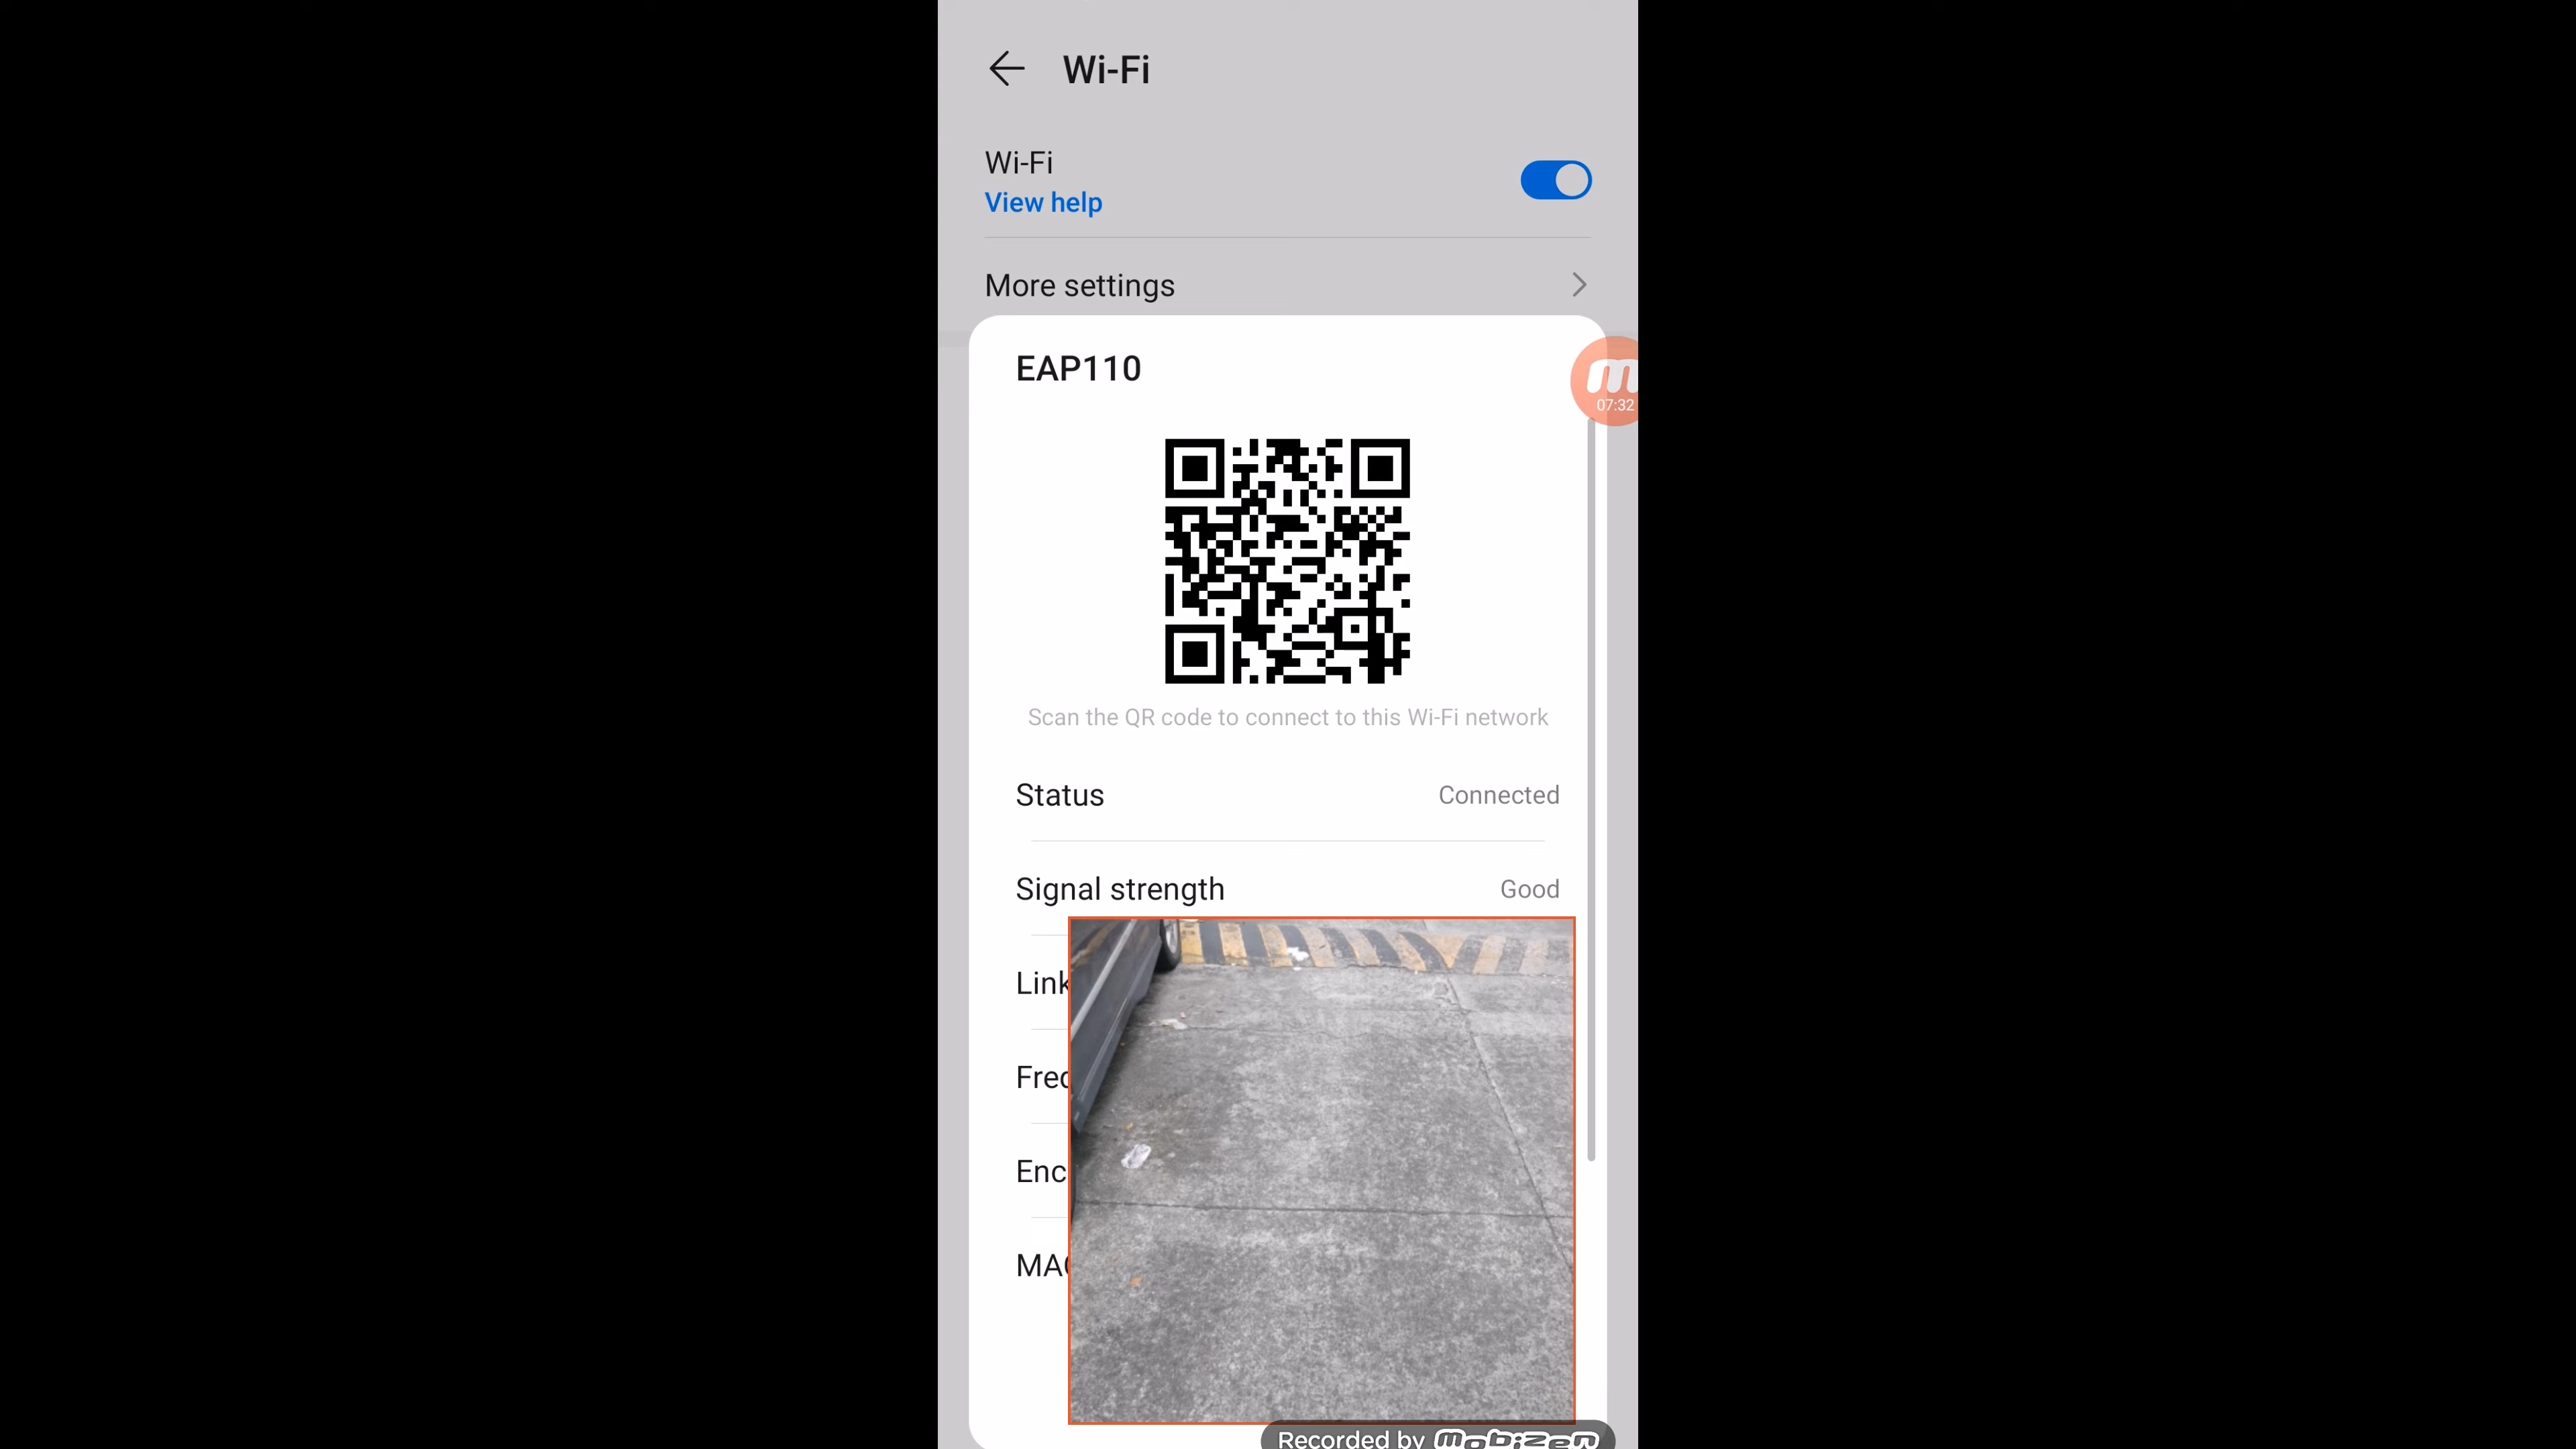 Wi-Fi
Wi-Fi
View help
More settings
EAP110
07:32
Scan the QR code to connect to this Wi-Fi network
Status Connected
Signal strength Good
Link
Freq
Enc
MAC
Recorded by mobizen